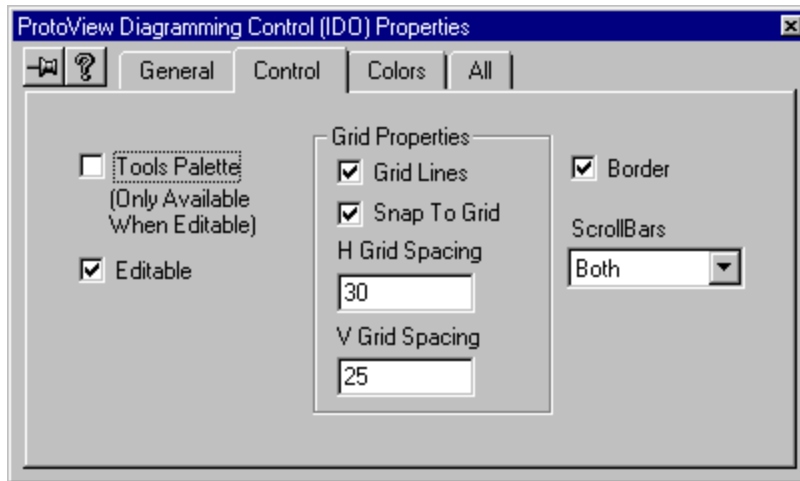 ProtoView Diagramming Control (IDO) Properties
General Control Colors All
Tools Palette
(Only Available
When Editable)
Editable
Grid Properties
Grid Lines
Snap To Grid
H Grid Spacing
30
V Grid Spacing
25
Border
ScrollBars
Both